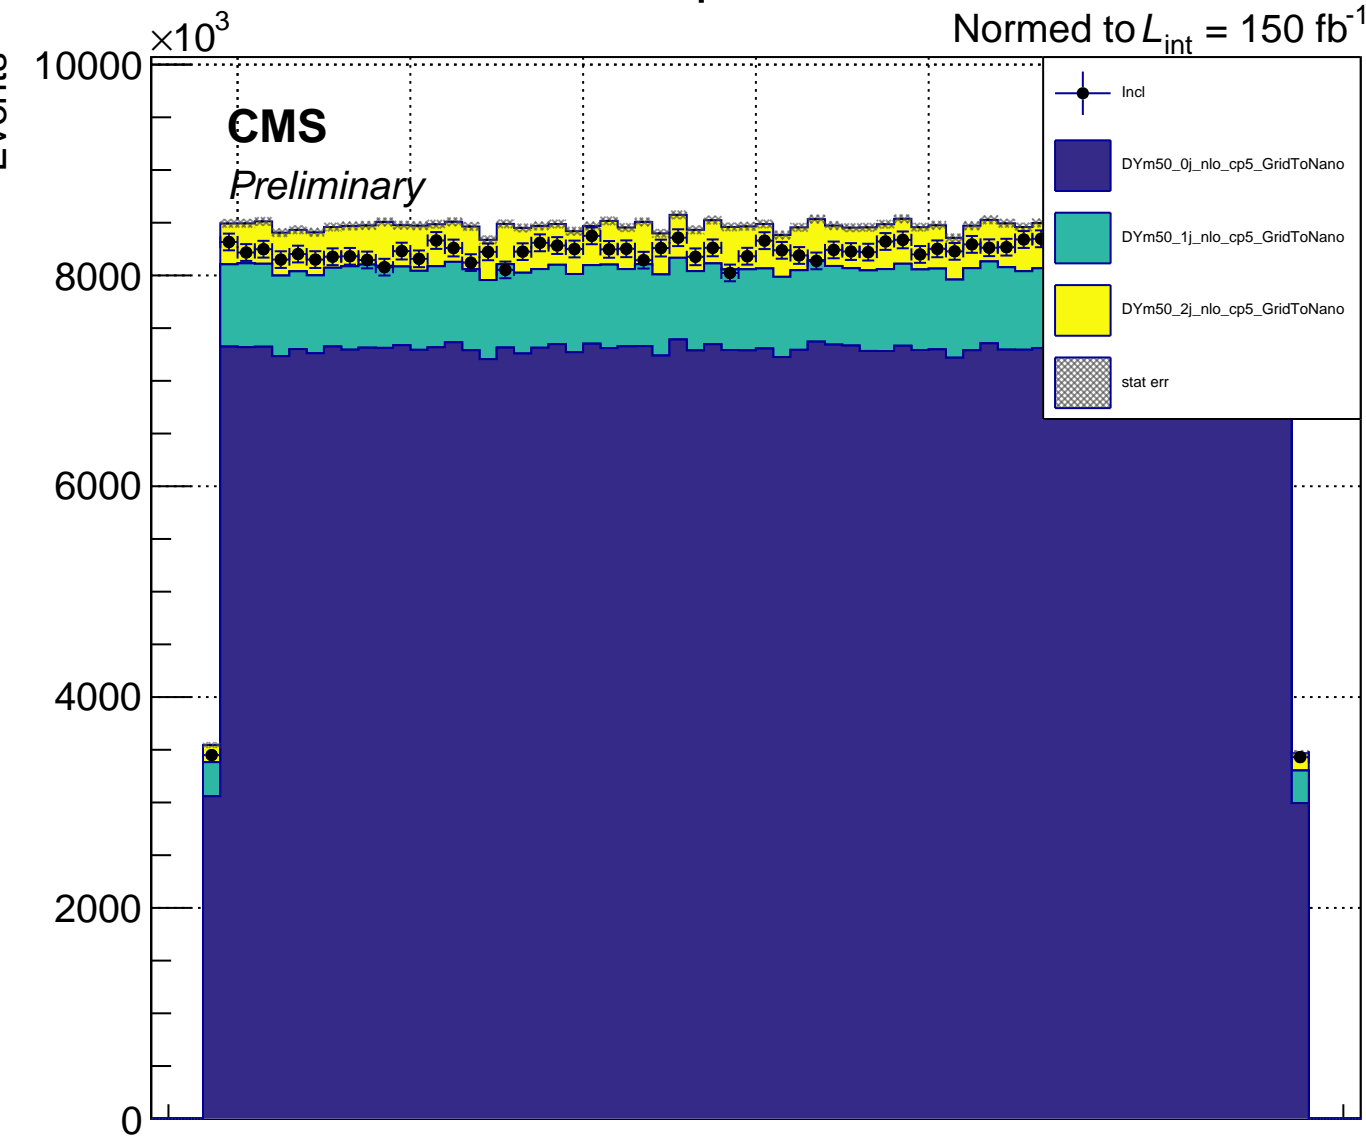 ×10³
Normed to L_int = 150 fb⁻¹
Events
10000
8000
6000
4000
2000
0
CMS
Preliminary
Incl
DYm50_0j_nlo_cp5_GridToNano
DYm50_1j_nlo_cp5_GridToNano
DYm50_2j_nlo_cp5_GridToNano
stat err